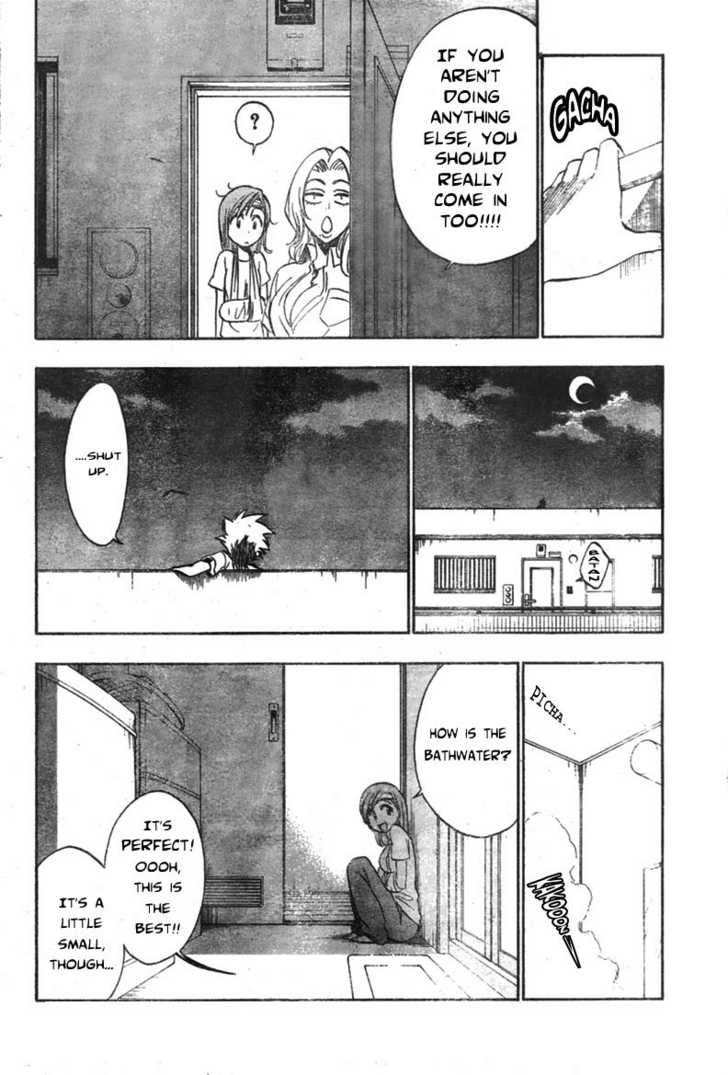 GACHA
IF YOU
AREN'T
DOING
ANYTHING
ELSE, YOU
SHOULD
REALLY
COME IN
TOO!!!!
?
BATAN
....SHUT
UP.
PICHA...
HOW IS THE
BATHWATER?
IT'S
PERFECT!
OOOH,
THIS IS
THE
BEST!!
IT'S A
LITTLE
SMALL,
THOUGH...